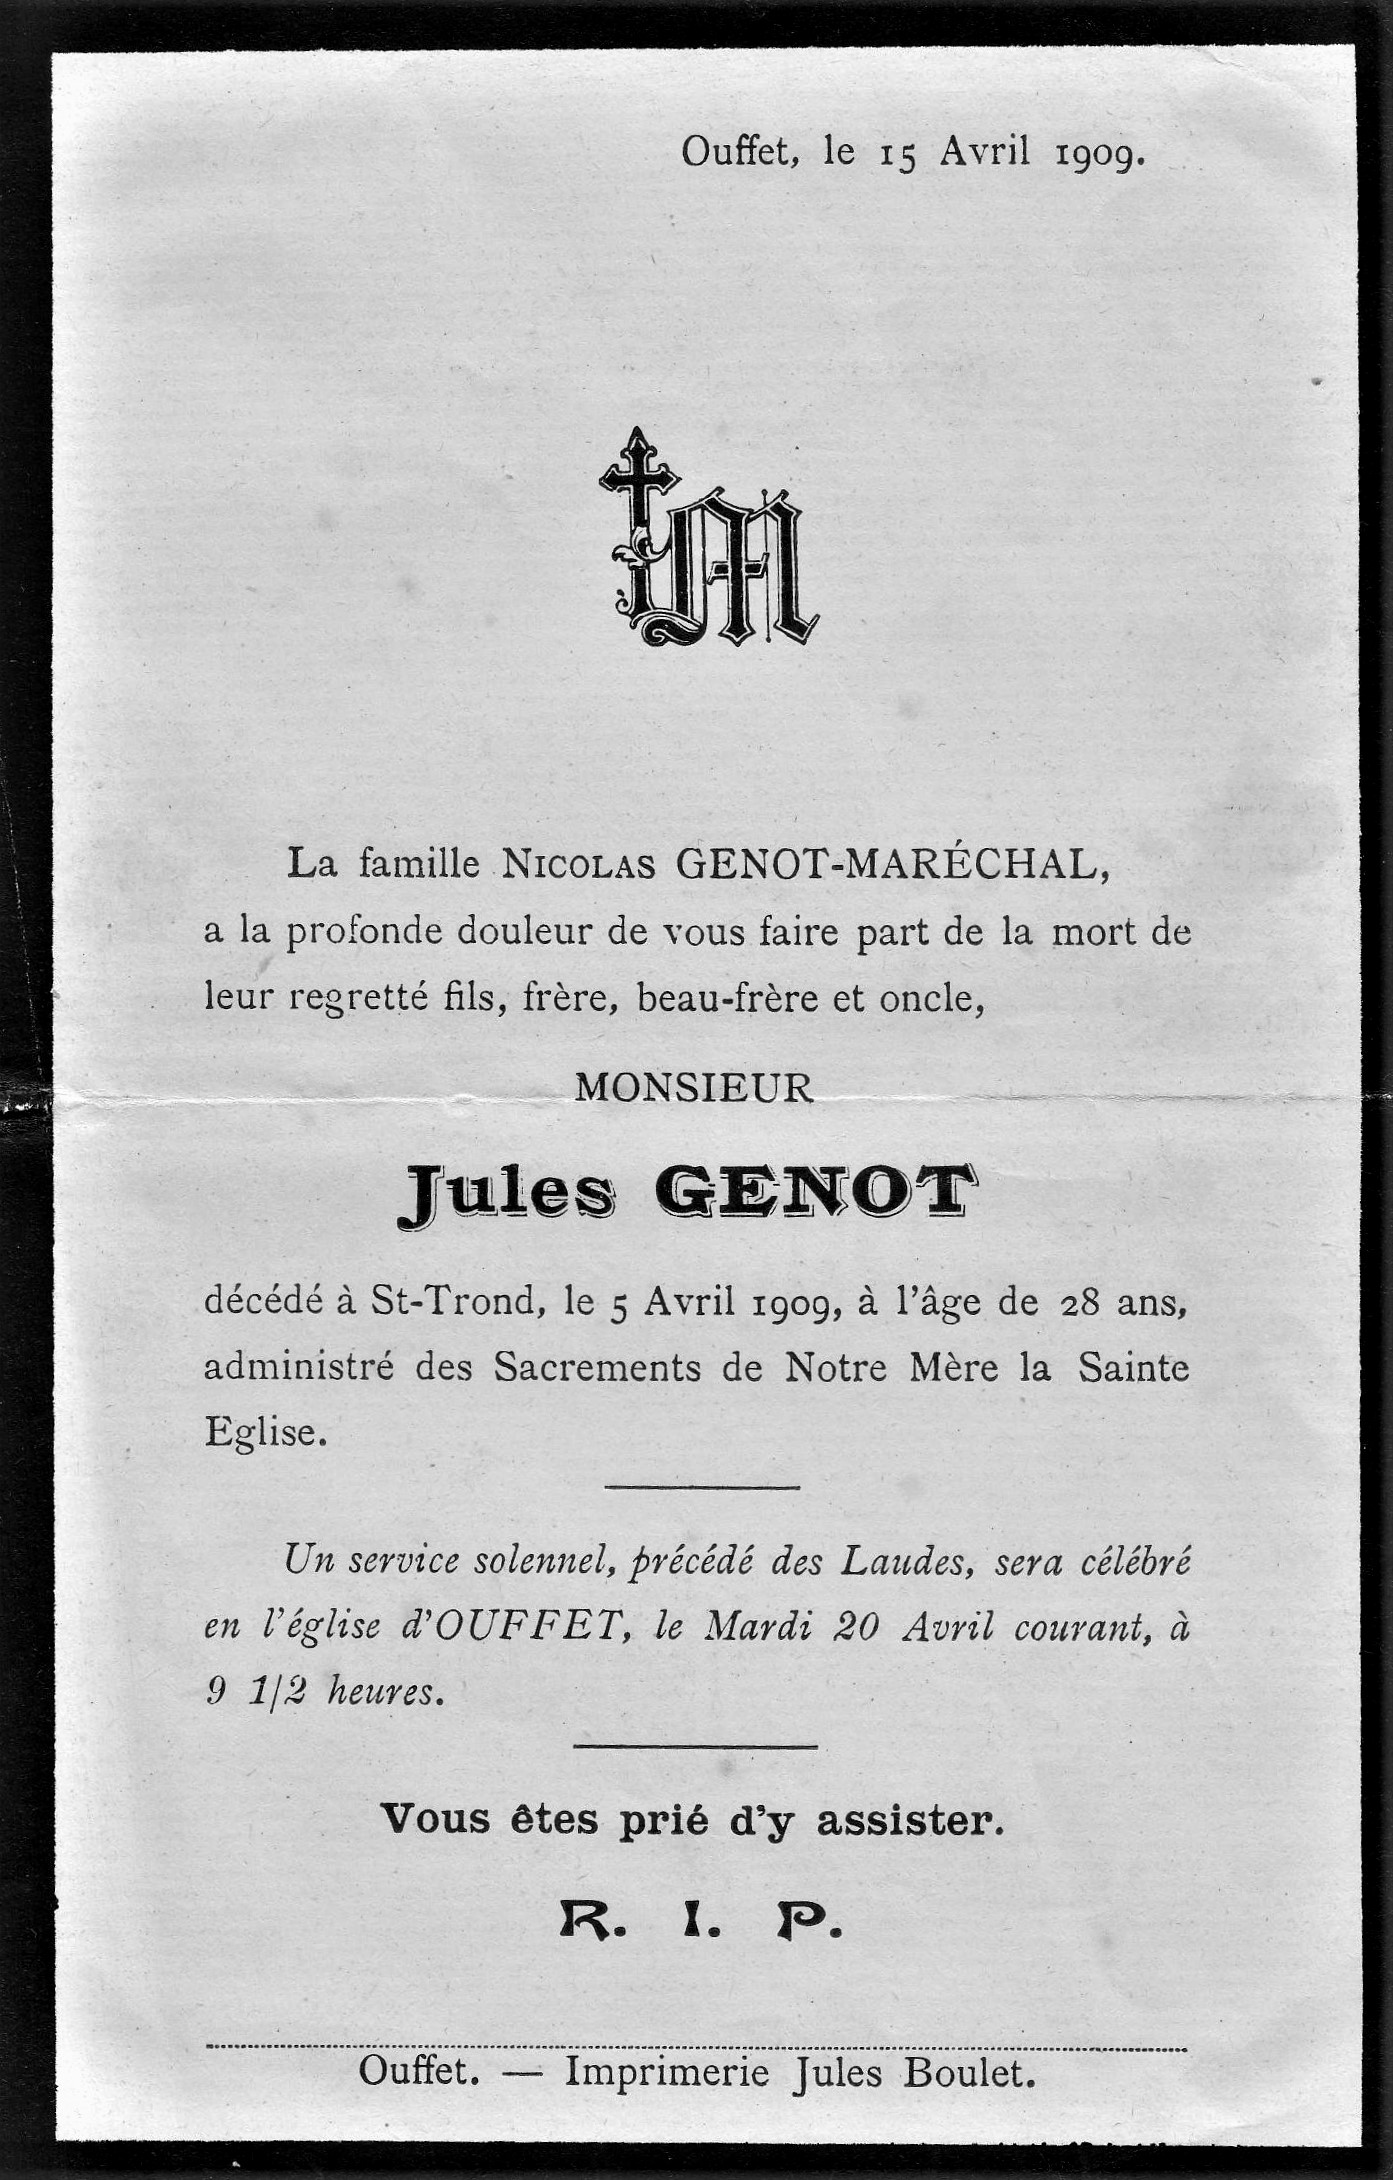 Ouffet, le 15 Avril 1909.
M
La famille NICOLAS GENOT-MARÉCHAL,
a la profonde douleur de vous faire part de la mort de
leur regretté fils, frère, beau-frère et oncle,
MONSIEUR
Jules GENOT
décédé à St-Trond, le 5 Avril 1909, à l'âge de 28 ans,
administré des Sacrements de Notre Mère la Sainte
Eglise.
Un service solennel, précédé des Laudes, sera célébré
en l'église d'OUFFET, le Mardi 20 Avril courant, à
9 1/2 heures.
Vous êtes prié d'y assister.
R. I. P.
Ouffet. — Imprimerie Jules Boulet.